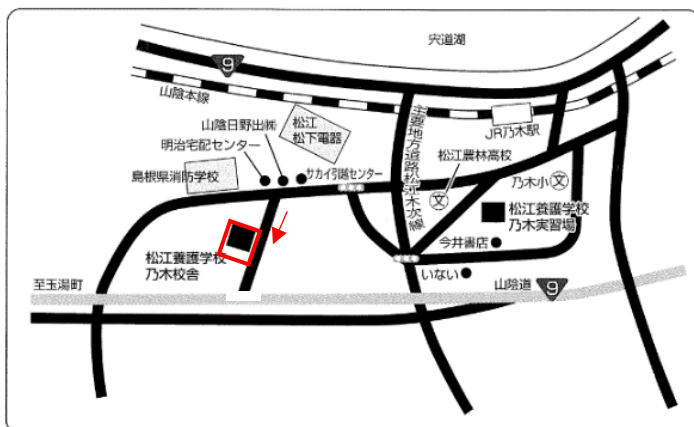 宍道湖
9
山陰本線
山陰日野出㈱
明治宅配センター
島根県消防学校
松江
松下電器
サカイ引越センター
主要地方道路松江木次線
JR乃木駅
松江農林高校
文
乃木小
文
松江養護学校
乃木実習場
今井書店
いない
松江養護学校
乃木校舎
至玉湯町
山陰道
9